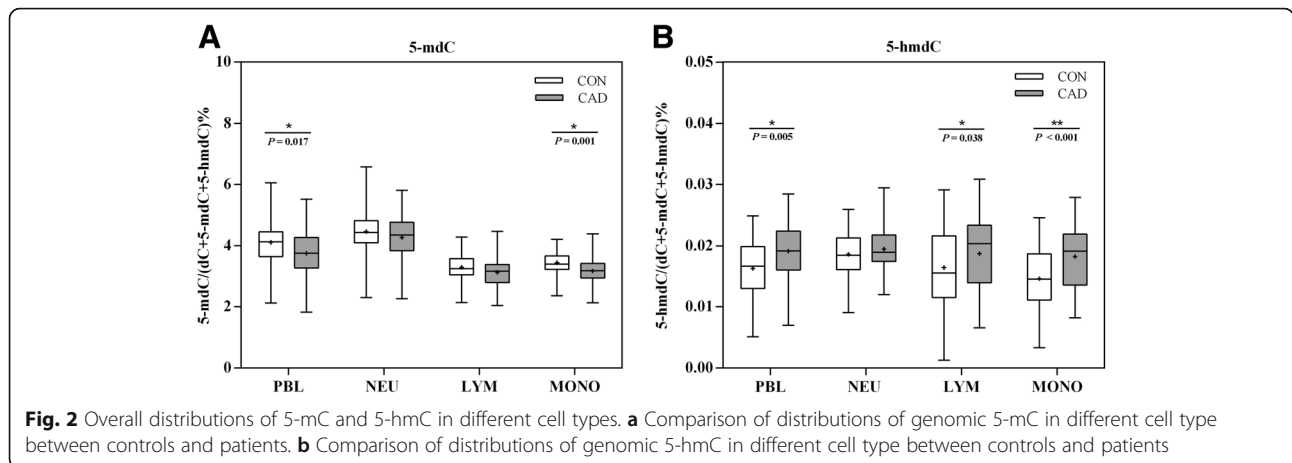 A
5-mdC
5-mdC/(dC+5-mdC+5-hmdC)%
10
8
6
4
2
0
CON
CAD
*
P = 0.017
*
P = 0.001
PBL NEU LYM MONO
B
5-hmdC
5-hmdC/(dC+5-mdC+5-hmdC)%
0.05
0.04
0.03
0.02
0.01
0.00
CON
CAD
*
P = 0.005
*
P = 0.038
**
P < 0.001
PBL NEU LYM MONO
Fig. 2 Overall distributions of 5-mC and 5-hmC in different cell types. a Comparison of distributions of genomic 5-mC in different cell type
between controls and patients. b Comparison of distributions of genomic 5-hmC in different cell type between controls and patients